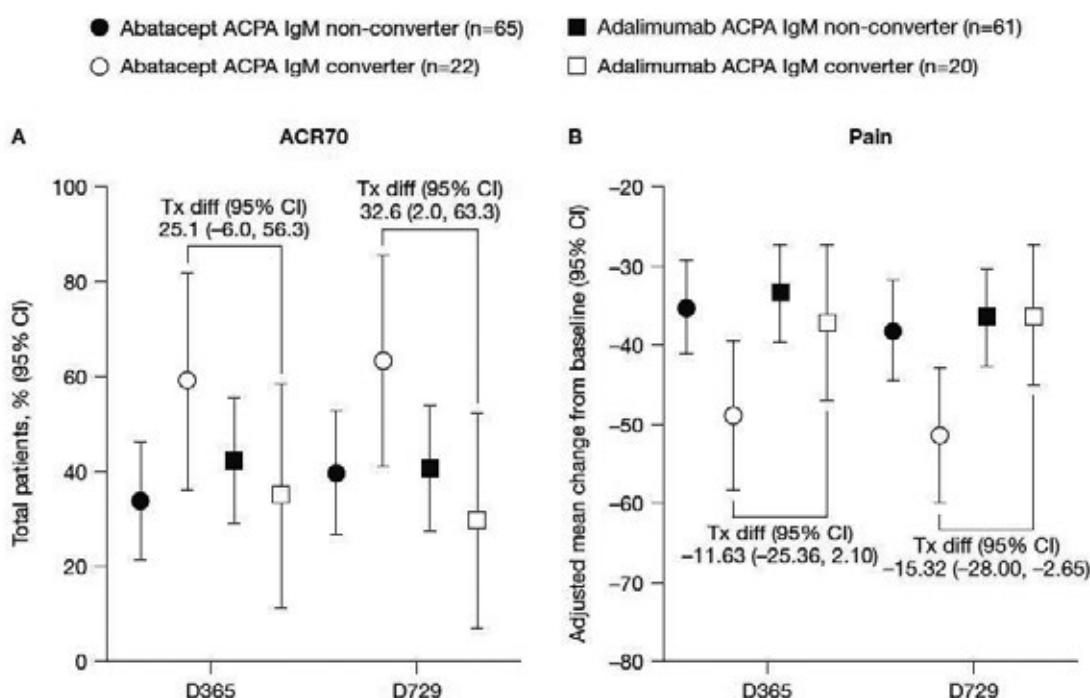 Abatacept ACPA IgM non-converter (n=65)
Adalimumab ACPA IgM non-converter (n=61)
Abatacept ACPA IgM converter (n=22)
Adalimumab ACPA IgM converter (n=20)
A
ACR70
Total patients, % (95% CI)
100
80
60
40
20
0
Tx diff (95% CI)
25.1 (–6.0, 56.3)
Tx diff (95% CI)
32.6 (2.0, 63.3)
D365
D729
B
Pain
Adjusted mean change from baseline (95% CI)
–20
–30
–40
–50
–60
–70
–80
Tx diff (95% CI)
–11.63 (–25.36, 2.10)
Tx diff (95% CI)
–15.32 (–28.00, –2.65)
D365
D729